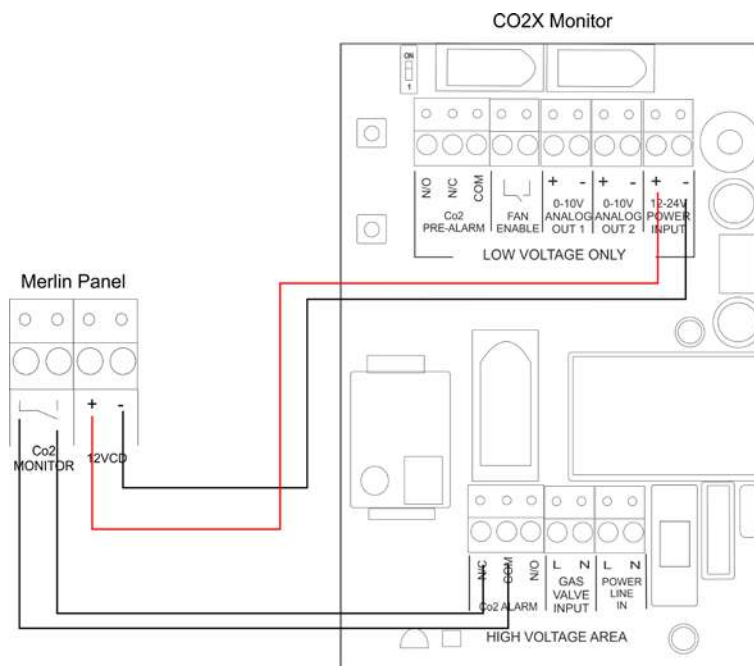 CO2X Monitor
ON
1
N/O N/C COM
Co2
PRE-ALARM
FAN
ENABLE
+ -
0-10V
ANALOG
OUT 1
+ -
0-10V
ANALOG
OUT 2
+ -
12-24V
POWER
INPUT
LOW VOLTAGE ONLY
Merlin Panel
Co2
MONITOR
+ -
12VCD
N/C COM N/O
Co2 ALARM
L N
GAS
VALVE
INPUT
L N
POWER
LINE
IN
HIGH VOLTAGE AREA